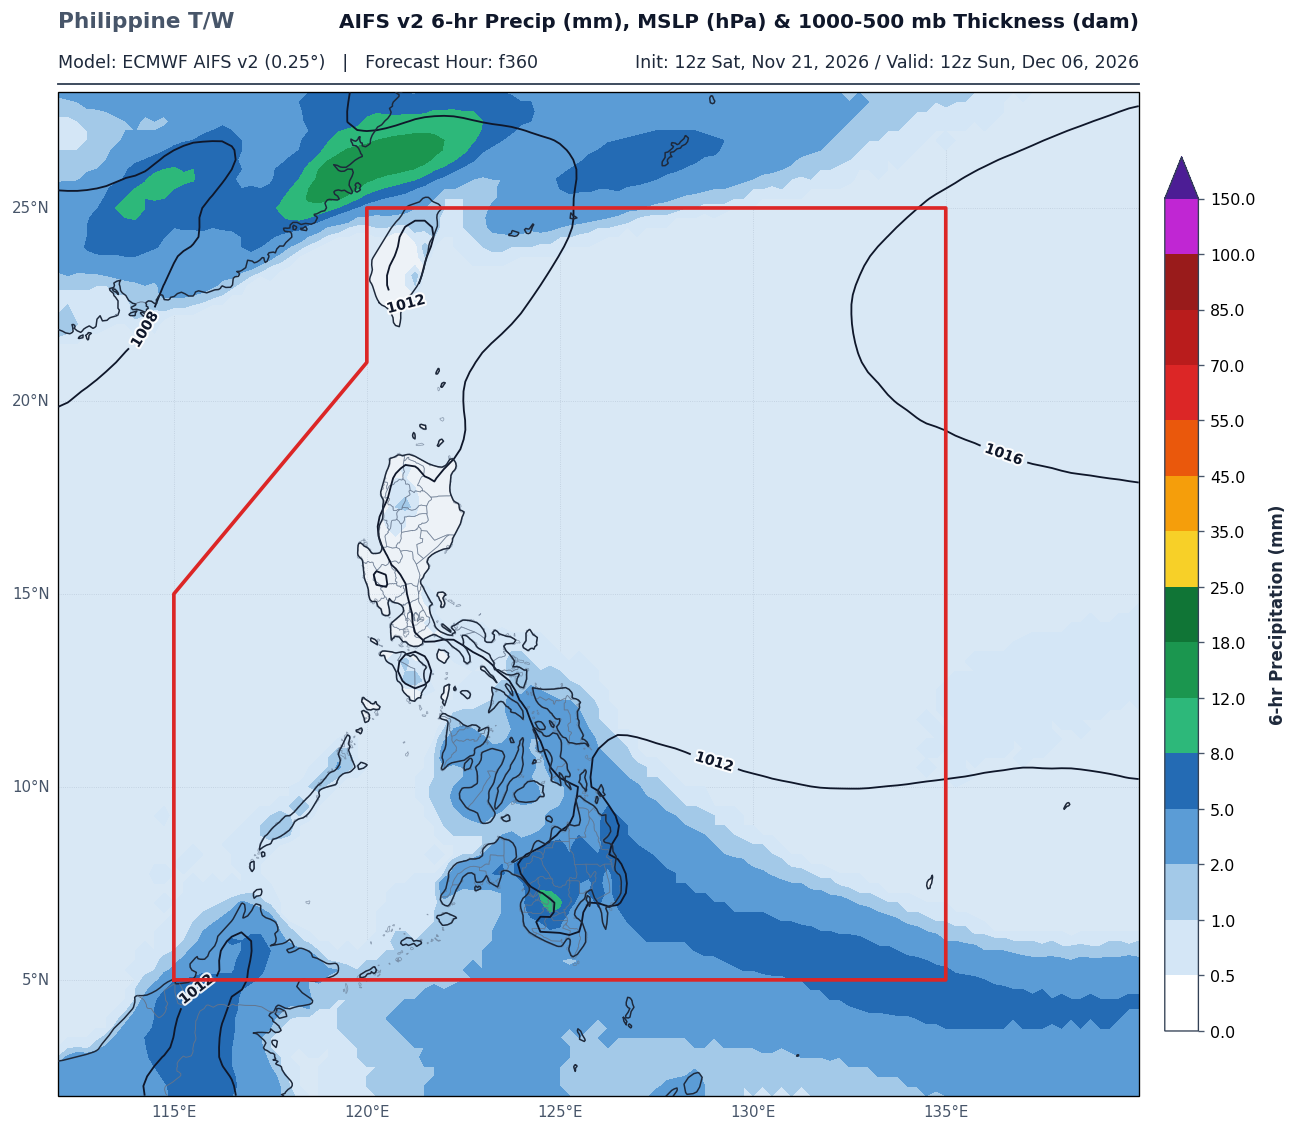 Philippine T/W
AIFS v2 6-hr Precip (mm), MSLP (hPa) & 1000-500 mb Thickness (dam)
Model: ECMWF AIFS v2 (0.25°) | Forecast Hour: f360
Init: 12z Sat, Nov 21, 2026 / Valid: 12z Sun, Dec 06, 2026
25°N
20°N
15°N
10°N
5°N
1008
1012
1016
1012
1012
115°E
120°E
125°E
130°E
135°E
150.0
100.0
85.0
70.0
55.0
45.0
35.0
25.0
18.0
12.0
8.0
5.0
2.0
1.0
0.5
0.0
6-hr Precipitation (mm)